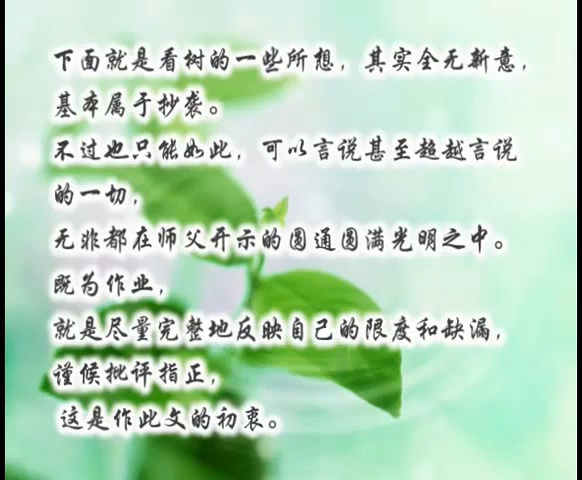 下面就是看树的一些所想，其实全无新意，
基本属于抄袭。
不过也只能如此，可以言说甚至超越言说
的一切，
无非都在师父开示的圆通圆满光明之中。
既为作业，
就是尽量完整地反映自己的限度和缺漏，
谨候批评指正，
这是作此文的初衷。